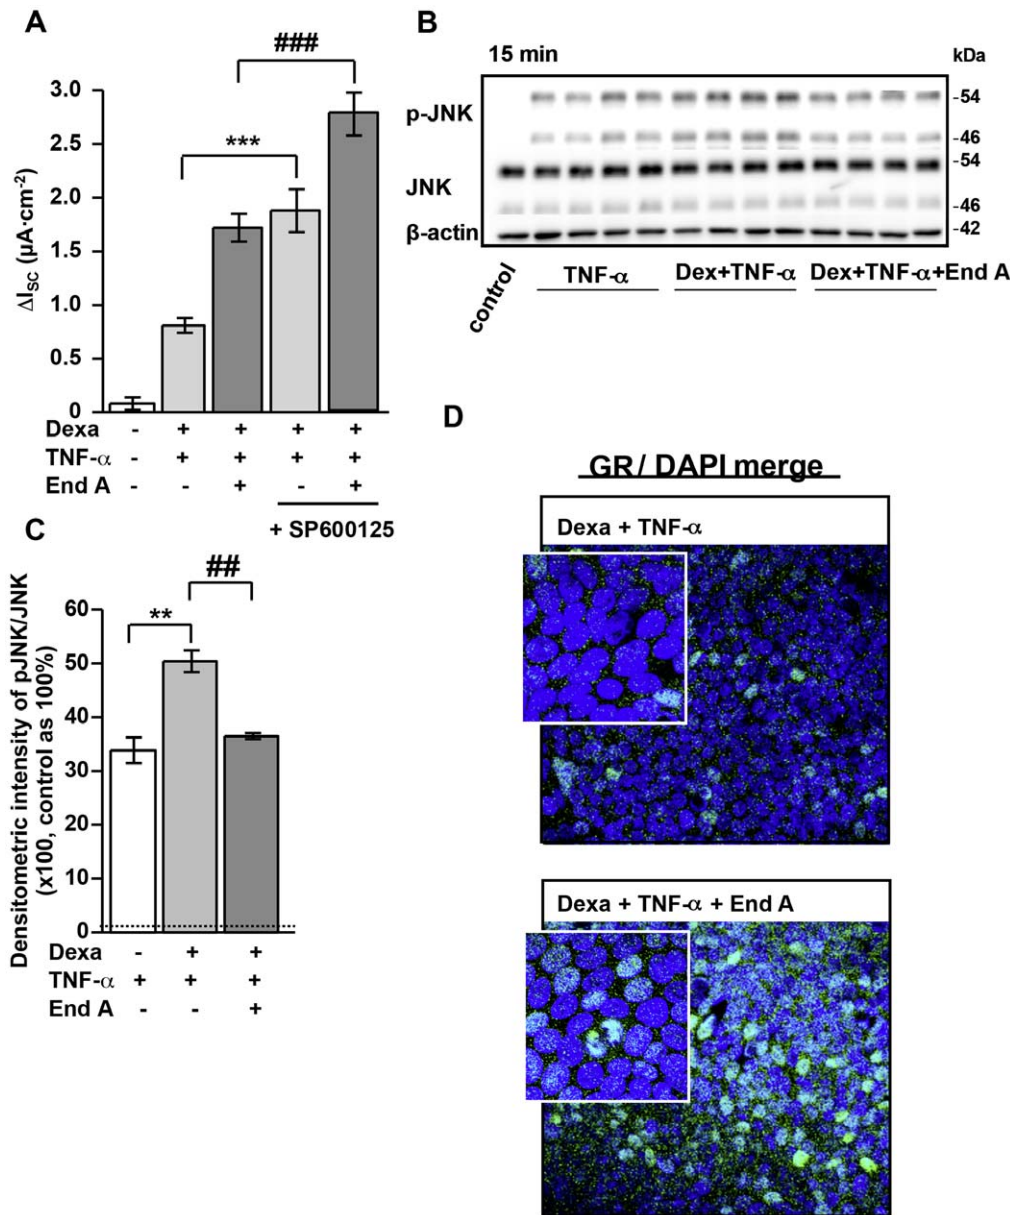 A
###
***
3.0
2.5
2.0
1.5
1.0
0.5
0
ΔI_SC (µA·cm⁻²)
Dexa - + + + +
TNF-α - + + + +
End A - - + - +
+ SP600125
B
15 min
kDa
p-JNK
-54
-46
JNK
-54
-46
β-actin
-42
control
TNF-α
Dex+TNF-α
Dex+TNF-α+End A
C
##
**
60
50
40
30
20
10
0
Densitometric intensity of pJNK/JNK
(x100, control as 100%)
Dexa - + +
TNF-α + + +
End A - - +
D
GR/ DAPI merge
Dexa + TNF-α
Dexa + TNF-α + End A